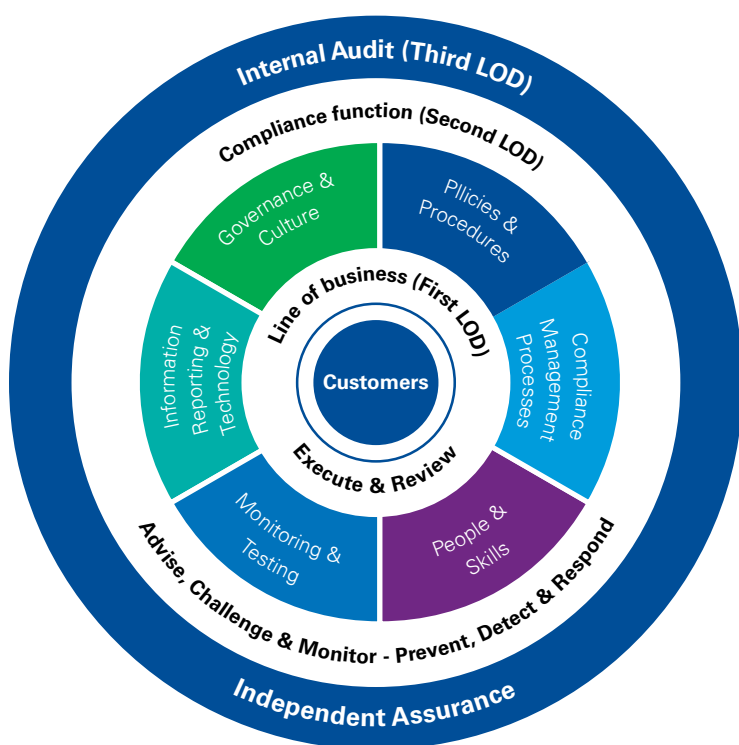 Internal Audit (Third LOD)
Compliance function (Second LOD)
Governance &
Culture
Pllicies &
Procedures
Compliance
Management
Processes
People &
Skills
Monitoring &
Testing
Information
Reporting &
Technology
Line of business (First LOD)
Customers
Execute & Review
Advise, Challenge & Monitor - Prevent, Detect & Respond
Independent Assurance